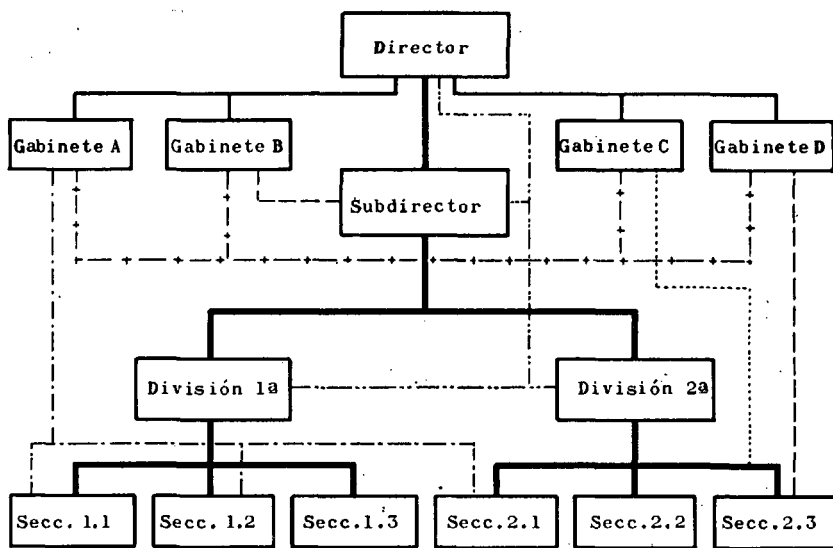 Director
Gabinete A
Gabinete B
Gabinete C
Gabinete D
Subdirector
División 1a
División 2a
Secc. 1.1
Secc. 1.2
Secc.1.3
Secc.2.1
Secc.2.2
Secc.2.3